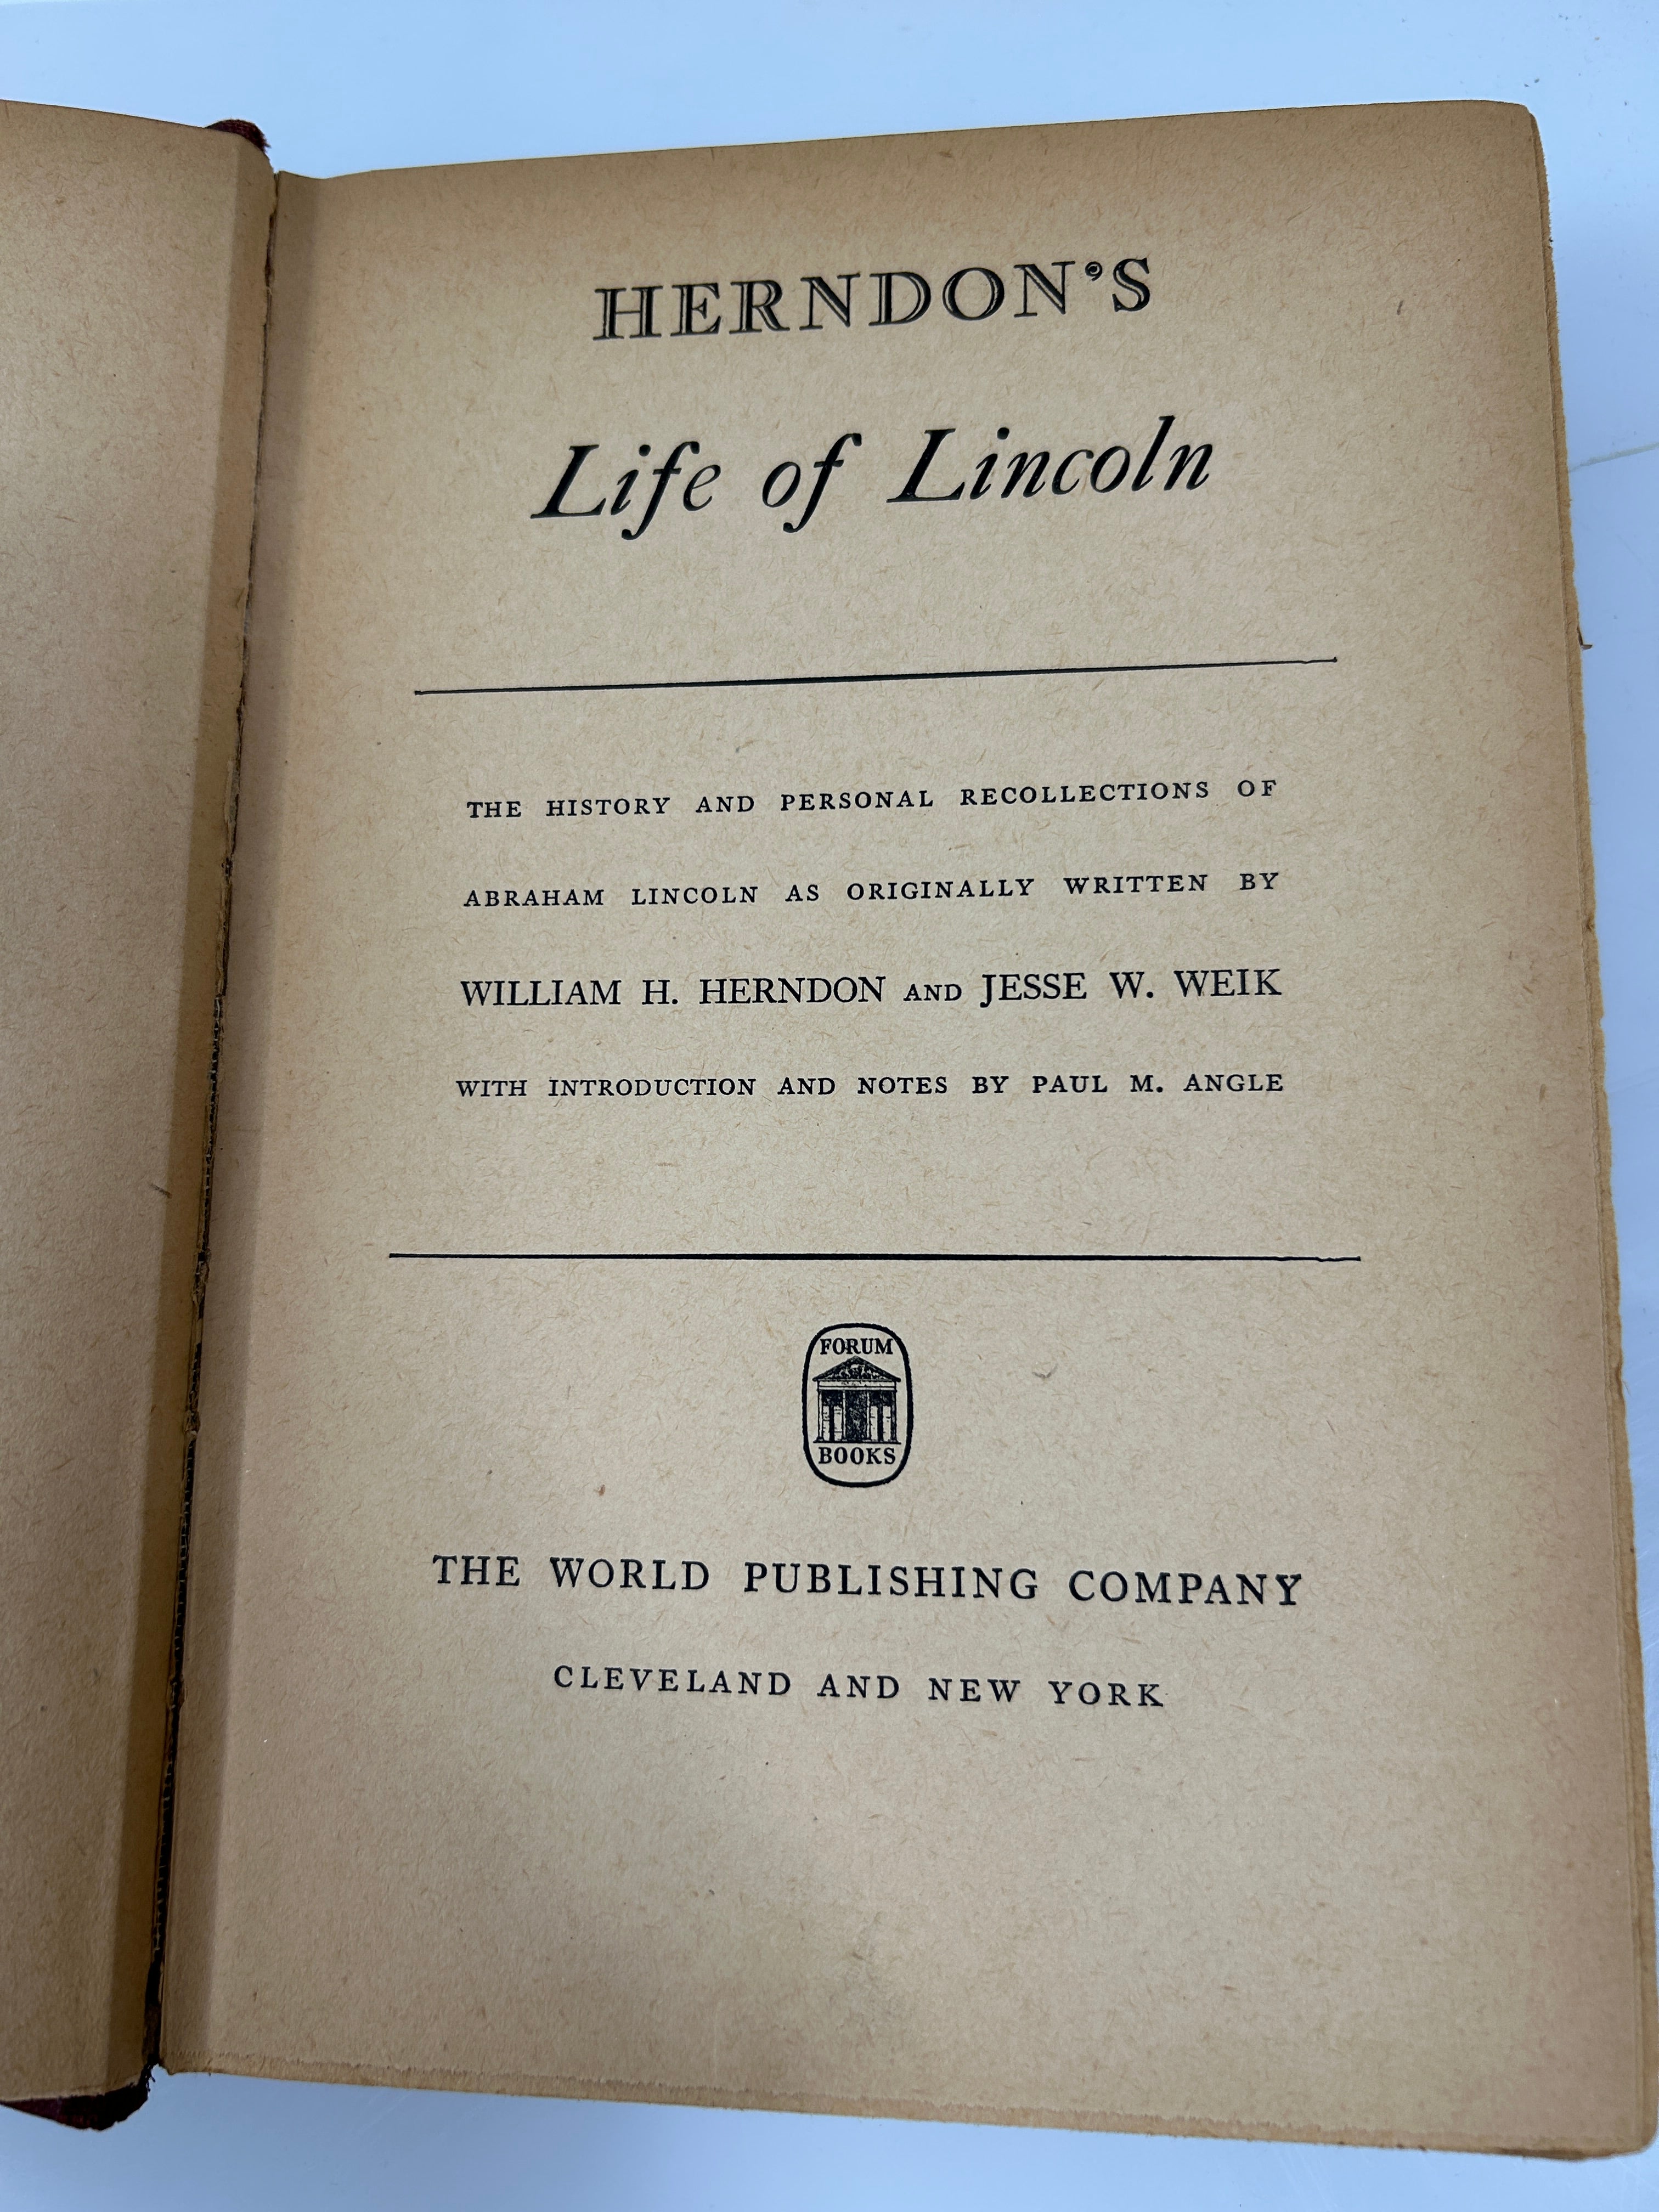 HERNDON'S
Life of Lincoln
THE HISTORY AND PERSONAL RECOLLECTIONS OF
ABRAHAM LINCOLN AS ORIGINALLY WRITTEN BY
WILLIAM H. HERNDON AND JESSE W. WEIK
WITH INTRODUCTION AND NOTES BY PAUL M. ANGLE
FORUM
BOOKS
THE WORLD PUBLISHING COMPANY
CLEVELAND AND NEW YORK